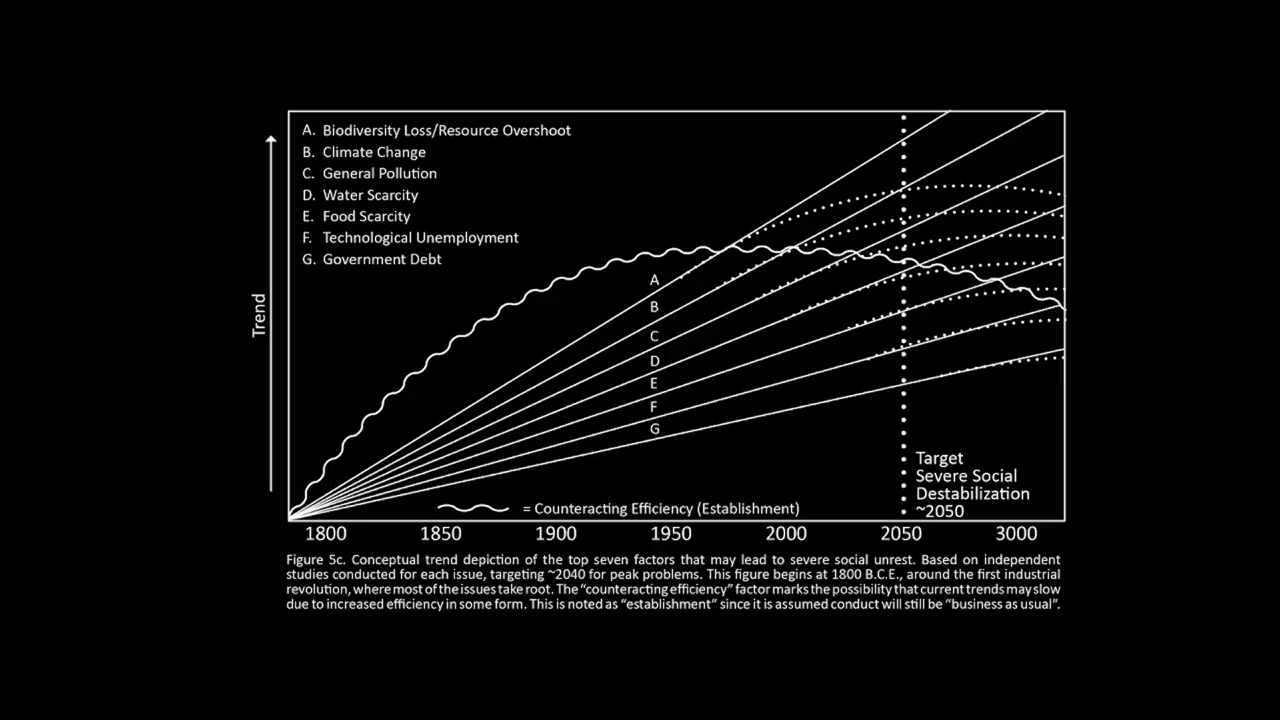 A. Biodiversity Loss/Resource Overshoot
B. Climate Change
C. General Pollution
D. Water Scarcity
E. Food Scarcity
F. Technological Unemployment
G. Government Debt
Trend
A
B
C
D
E
F
G
Target
Severe Social
Destabilization
~2050
= Counteracting Efficiency (Establishment)
1800 1850 1900 1950 2000 2050 3000
Figure 5c. Conceptual trend depiction of the top seven factors that may lead to severe social unrest. Based on independent
studies conducted for each issue, targeting ~2040 for peak problems. This figure begins at 1800 B.C.E., around the first industrial
revolution, where most of the issues take root. The “counteracting efficiency” factor marks the possibility that current trends may slow
due to increased efficiency in some form. This is noted as “establishment” since it is assumed conduct will still be “business as usual”.